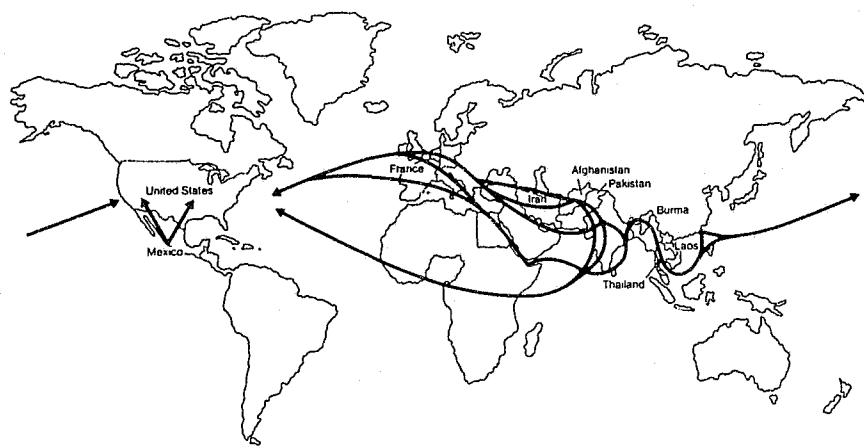 Afghanistan
France
Pakistan
United States
Iran
Burma
Mexico
Laos
Thailand